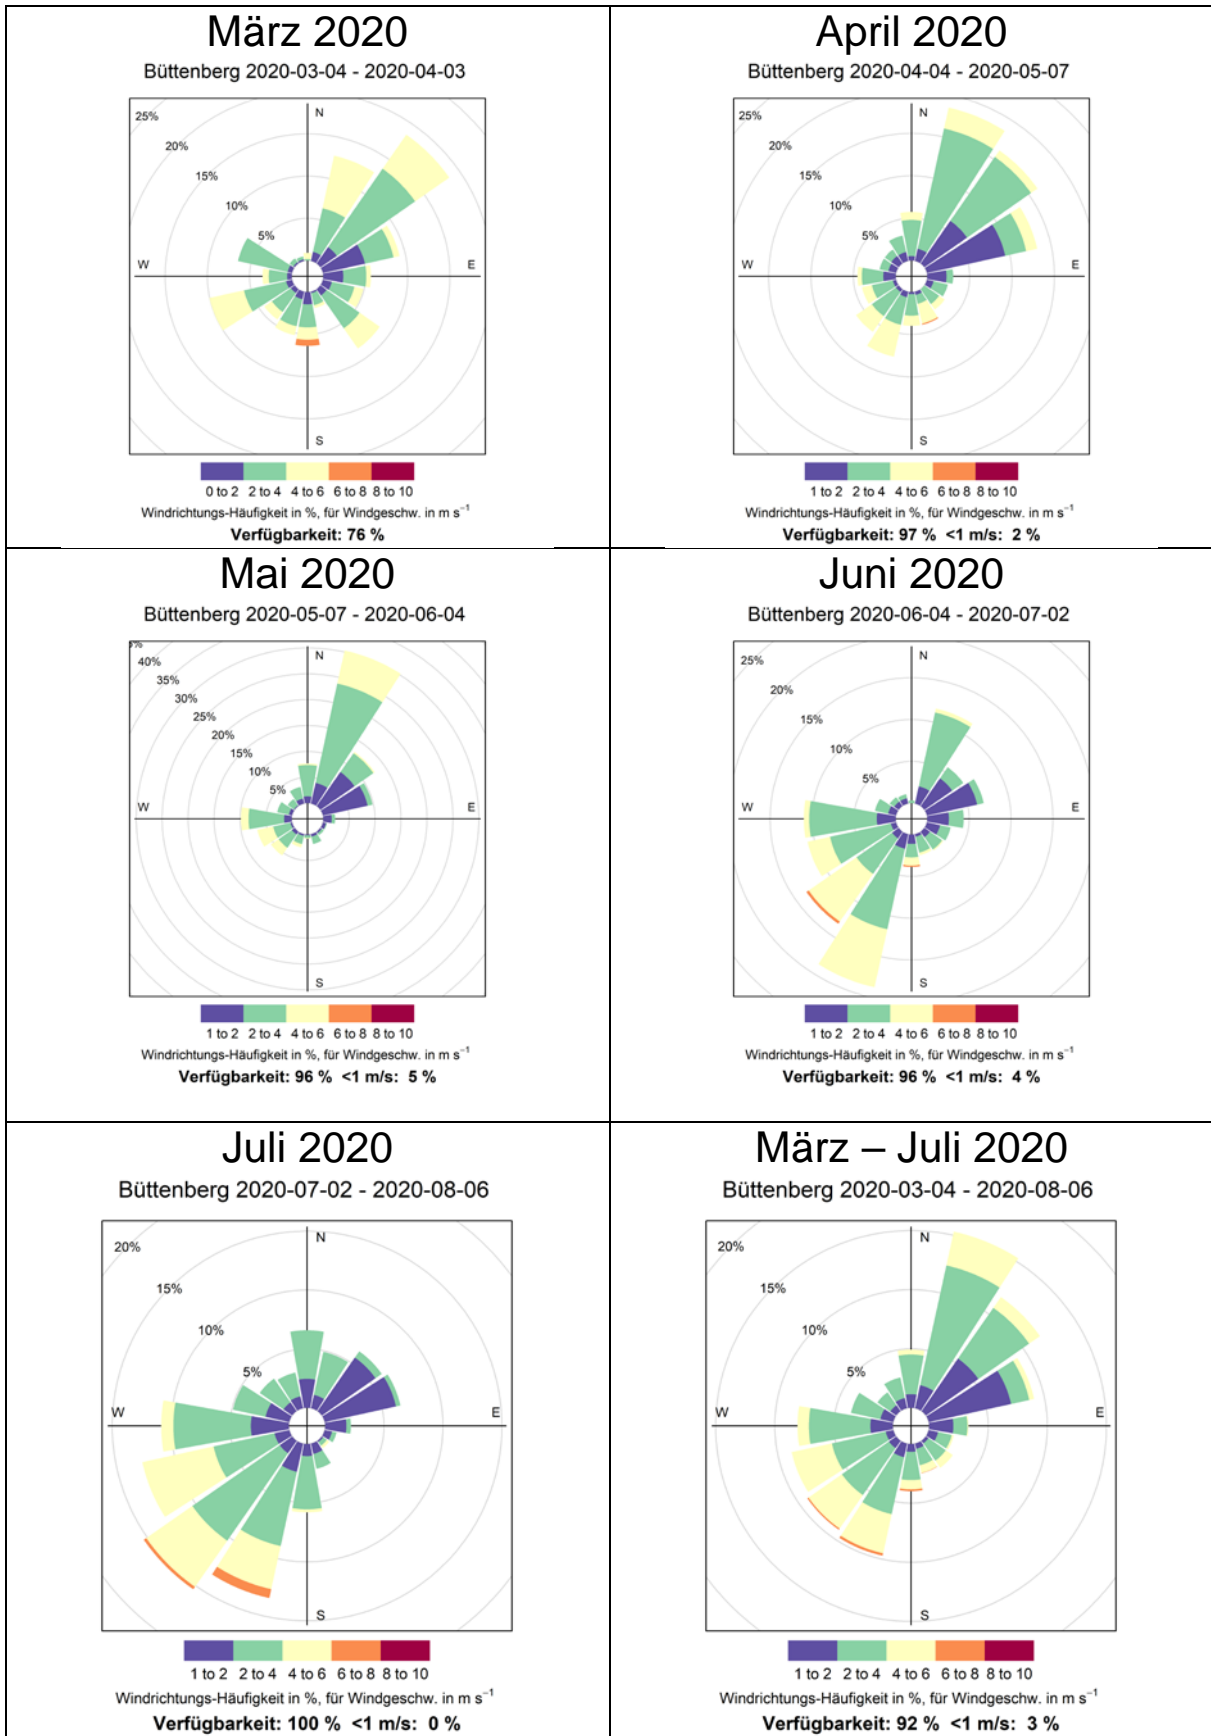 März 2020
Büttenberg 2020-03-04 - 2020-04-03
N
25%
20%
15%
10%
5%
W
E
S
0 to 2 2 to 4 4 to 6 6 to 8 8 to 10
Windrichtungs-Häufigkeit in %, für Windgeschw. in m s⁻¹
Verfügbarkeit: 76 %
April 2020
Büttenberg 2020-04-04 - 2020-05-07
N
25%
20%
15%
10%
5%
W
E
S
1 to 2 2 to 4 4 to 6 6 to 8 8 to 10
Windrichtungs-Häufigkeit in %, für Windgeschw. in m s⁻¹
Verfügbarkeit: 97 % <1 m/s: 2 %
Mai 2020
Büttenberg 2020-05-07 - 2020-06-04
N
40%
35%
30%
25%
20%
15%
10%
5%
W
E
S
1 to 2 2 to 4 4 to 6 6 to 8 8 to 10
Windrichtungs-Häufigkeit in %, für Windgeschw. in m s⁻¹
Verfügbarkeit: 96 % <1 m/s: 5 %
Juni 2020
Büttenberg 2020-06-04 - 2020-07-02
N
25%
20%
15%
10%
5%
W
E
S
1 to 2 2 to 4 4 to 6 6 to 8 8 to 10
Windrichtungs-Häufigkeit in %, für Windgeschw. in m s⁻¹
Verfügbarkeit: 96 % <1 m/s: 4 %
Juli 2020
Büttenberg 2020-07-02 - 2020-08-06
N
20%
15%
10%
5%
W
E
S
1 to 2 2 to 4 4 to 6 6 to 8 8 to 10
Windrichtungs-Häufigkeit in %, für Windgeschw. in m s⁻¹
Verfügbarkeit: 100 % <1 m/s: 0 %
März – Juli 2020
Büttenberg 2020-03-04 - 2020-08-06
N
20%
15%
10%
5%
W
E
S
1 to 2 2 to 4 4 to 6 6 to 8 8 to 10
Windrichtungs-Häufigkeit in %, für Windgeschw. in m s⁻¹
Verfügbarkeit: 92 % <1 m/s: 3 %